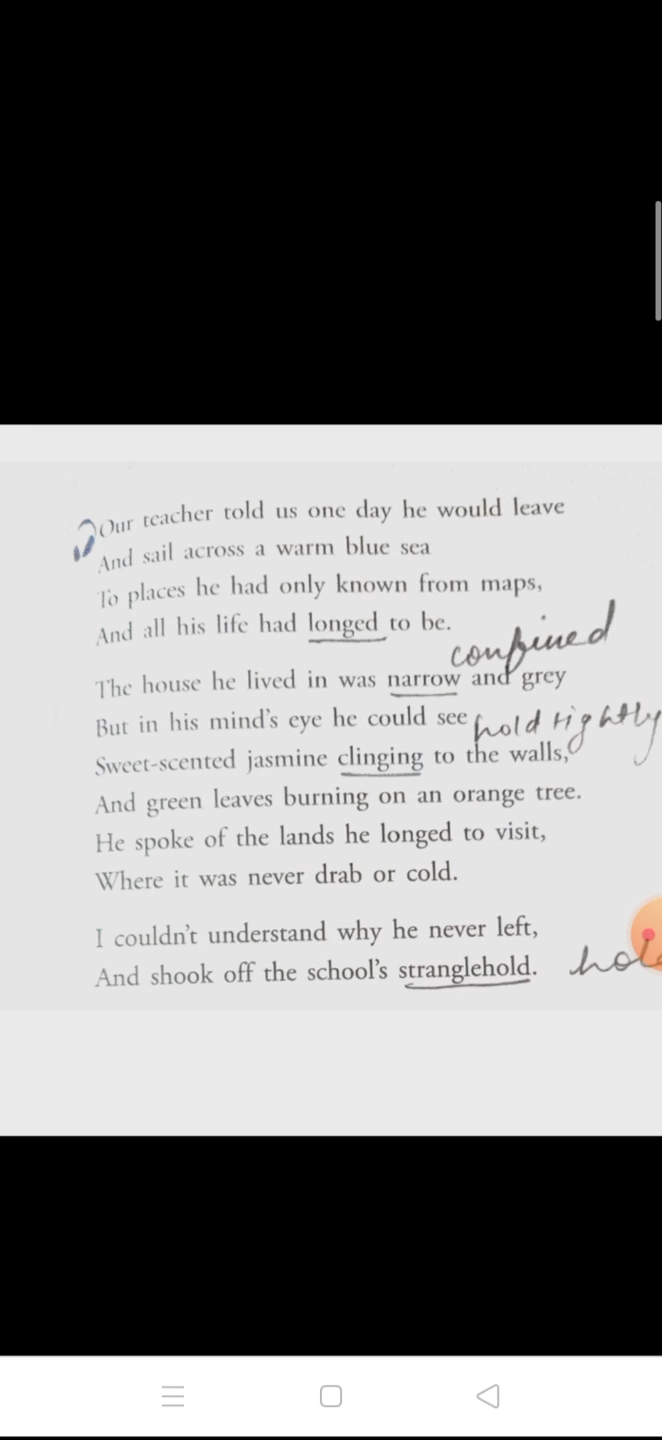 Our teacher told us one day he would leave
And sail across a warm blue sea
To places he had only known from maps,
And all his life had longed to be.
confined
The house he lived in was narrow and grey
But in his mind's eye he could see
hold tightly
Sweet-scented jasmine clinging to the walls,
And green leaves burning on an orange tree.
He spoke of the lands he longed to visit,
Where it was never drab or cold.
I couldn't understand why he never left,
And shook off the school's stranglehold.